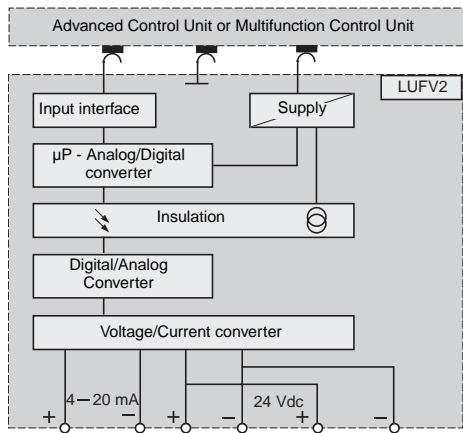 Advanced Control Unit or Multifunction Control Unit
LUFV2
Input interface
Supply
µP - Analog/Digital
converter
Insulation
Digital/Analog
Converter
Voltage/Current converter
4—20 mA
24 Vdc
+ – + – + –